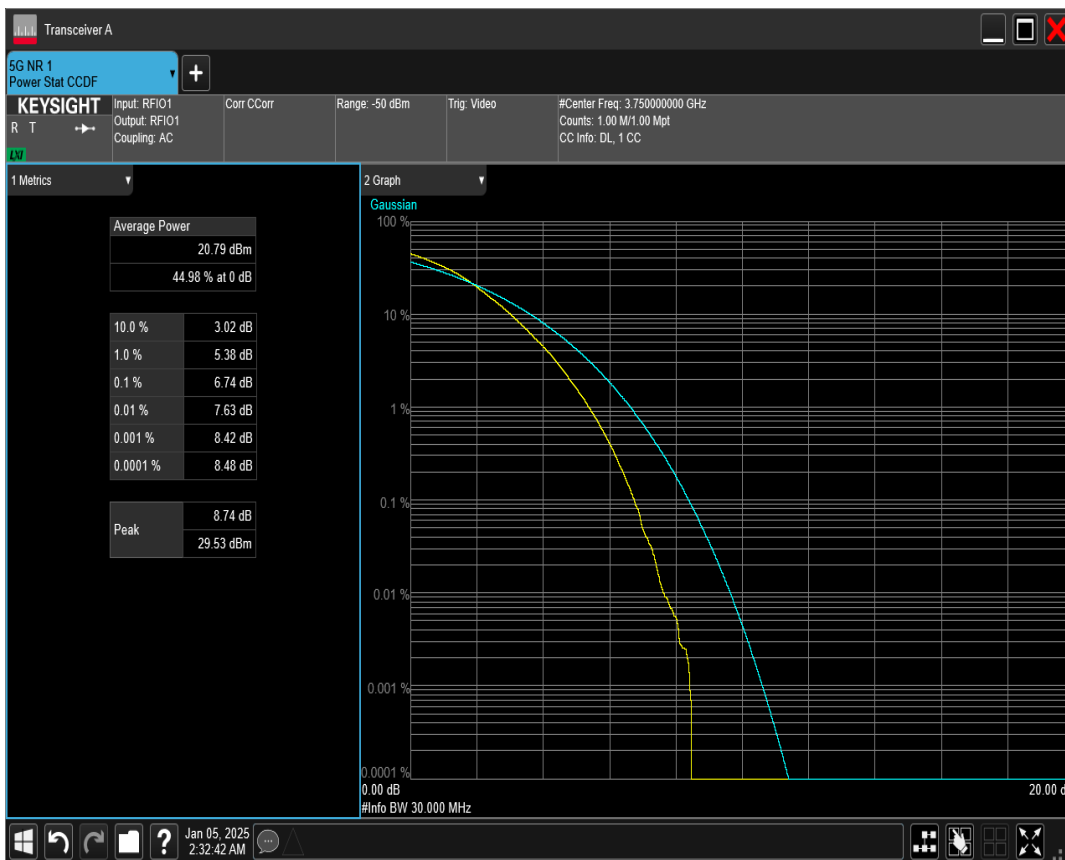 Transceiver A
5G NR 1
Power Stat CCDF
KEYSIGHT
R T
LXI
Input: RFIO1
Output: RFIO1
Coupling: AC
Corr CCorr
Range: -50 dBm
Trig: Video
#Center Freq: 3.750000000 GHz
Counts: 1.00 M/1.00 Mpt
CC Info: DL, 1 CC
1 Metrics
Average Power
20.79 dBm
44.98 % at 0 dB
10.0 % 3.02 dB
1.0 % 5.38 dB
0.1 % 6.74 dB
0.01 % 7.63 dB
0.001 % 8.42 dB
0.0001 % 8.48 dB
Peak
8.74 dB
29.53 dBm
2 Graph
Gaussian
100 %
10 %
1 %
0.1 %
0.01 %
0.001 %
0.0001 %
0.00 dB
20.00 d
#Info BW 30.000 MHz
?
Jan 05, 2025
2:32:42 AM